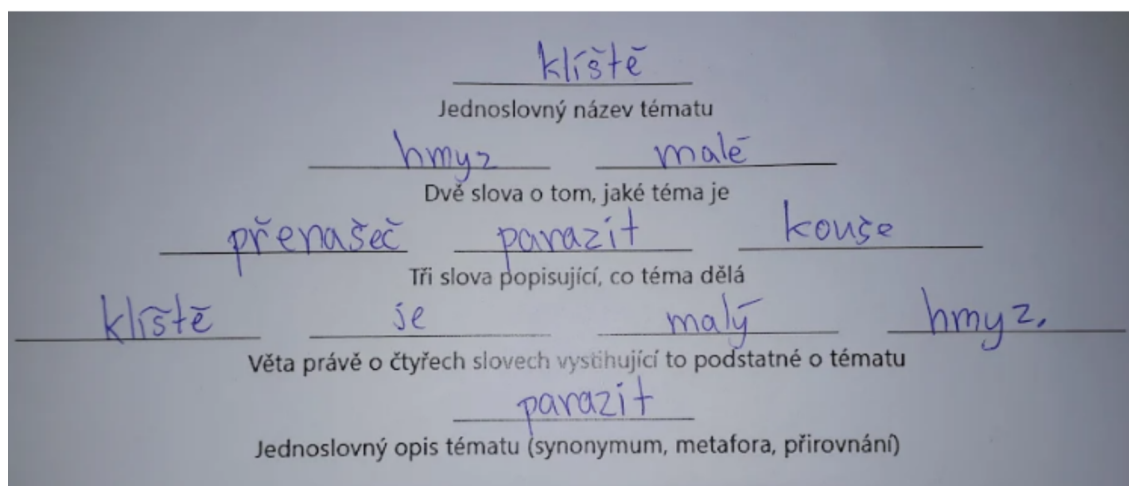 klíště
Jednoslovný název tématu
hmyz malé
Dvě slova o tom, jaké téma je
přenašeč parazit kouše
Tři slova popisující, co téma dělá
klíště je malý hmyz.
Věta právě o čtyřech slovech vystihující to podstatné o tématu
parazit
Jednoslovný opis tématu (synonymum, metafora, přirovnání)